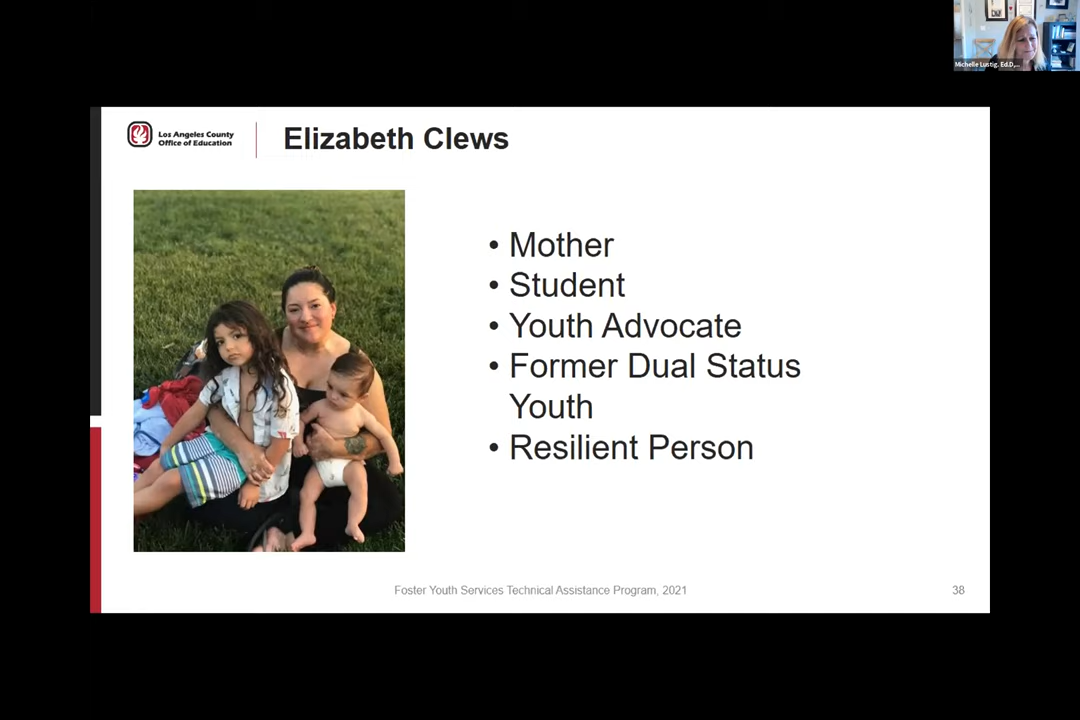 Michelle Lustig, Ed.D,...
Los Angeles County
Office of Education
Elizabeth Clews
• Mother
• Student
• Youth Advocate
• Former Dual Status
Youth
• Resilient Person
Foster Youth Services Technical Assistance Program, 2021
38